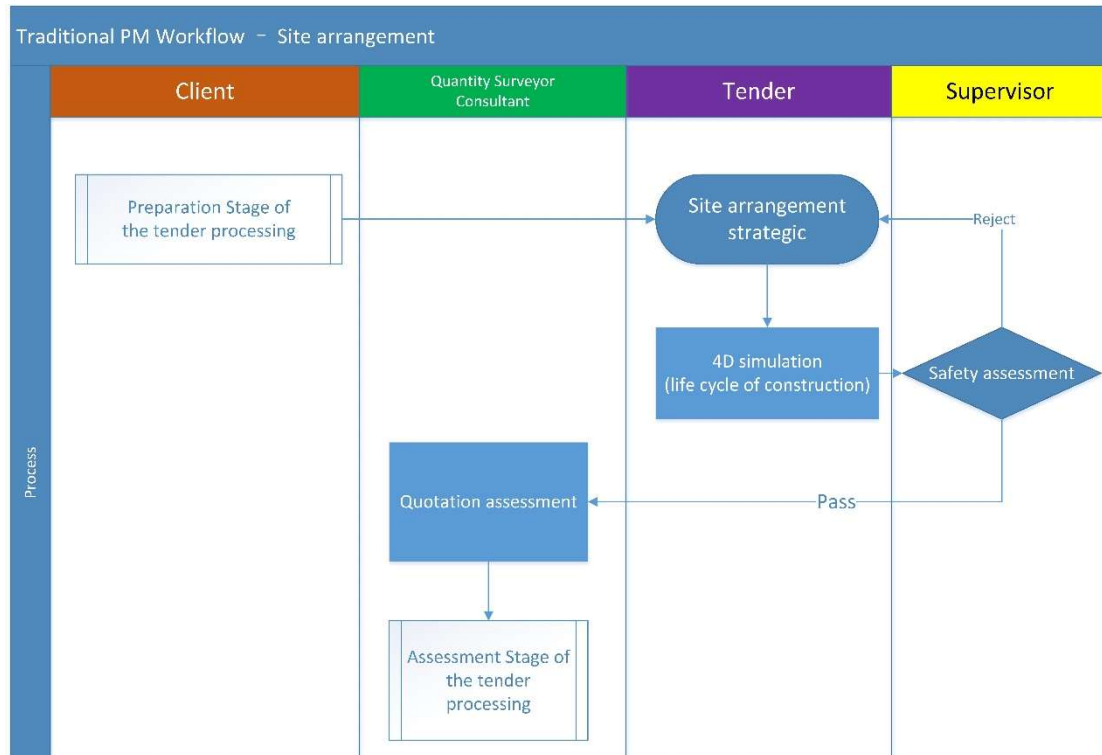 Traditional PM Workflow – Site arrangement
Client
Quantity Surveyor
Consultant
Tender
Supervisor
Process
Preparation Stage of
the tender processing
Site arrangement
strategic
Reject
4D simulation
(life cycle of construction)
Safety assessment
Quotation assessment
Pass
Assessment Stage of
the tender
processing